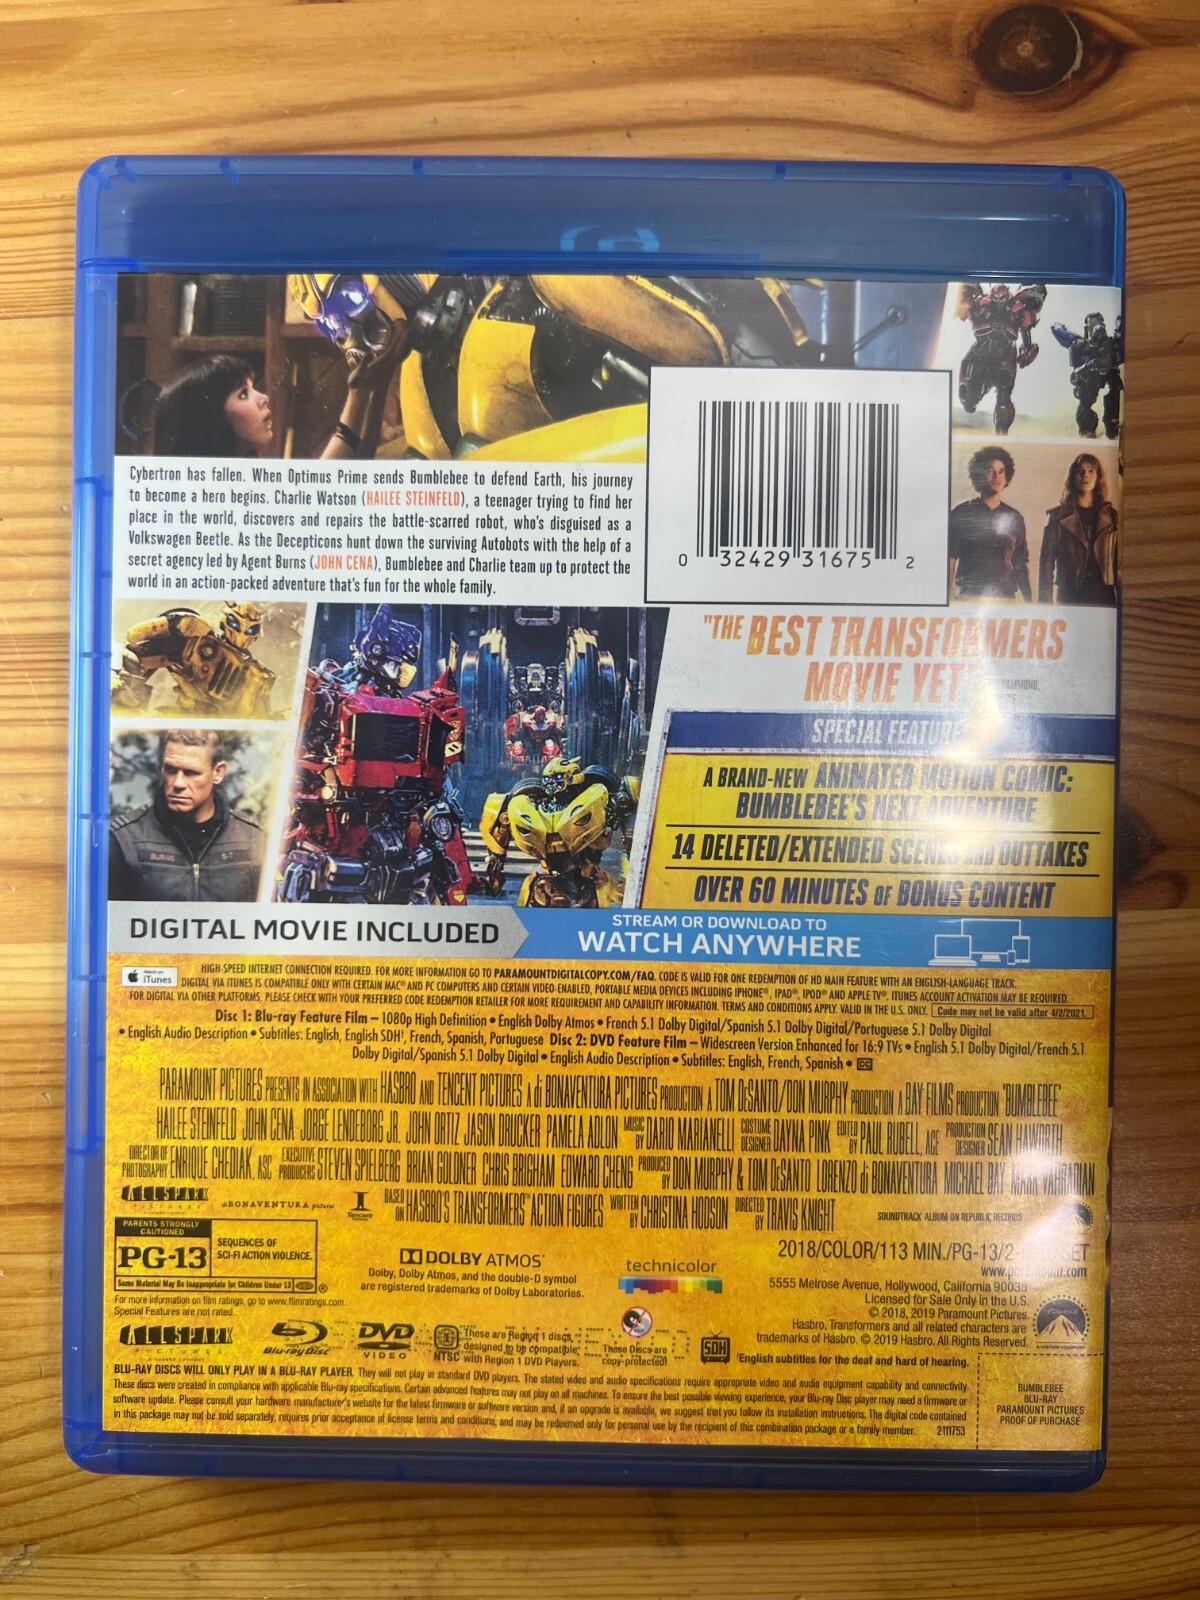 Cybertron has fallen. When Optimus Prime sends Bumblebee to defend Earth, his journey
to become a hero begins. Charlie Watson (HAILEE STEINFELD), a teenager trying to find her
place in the world, discovers and repairs the battle-scarred robot, who's disguised as a
Volkswagen Beetle. As the Decepticons hunt down the surviving Autobots with the help of a
secret agency led by Agent Burns (JOHN CENA), Bumblebee and Charlie team up to protect the
world in an action-packed adventure that's fun for the whole family.
0 32429 31675 2
"THE BEST TRANSFORMERS
MOVIE YET"
HAMMOND,
SPECIAL FEATURE
A BRAND-NEW ANIMATED MOTION COMIC:
BUMBLEBEE'S NEXT ADVENTURE
14 DELETED/EXTENDED SCENES AND OUTTAKES
OVER 60 MINUTES OF BONUS CONTENT
BURNS S-7
DIGITAL MOVIE INCLUDED
STREAM OR DOWNLOAD TO
WATCH ANYWHERE
Watch on
iTunes
HIGH-SPEED INTERNET CONNECTION REQUIRED. FOR MORE INFORMATION GO TO PARAMOUNTDIGITALCOPY.COM/FAQ. CODE IS VALID FOR ONE REDEMPTION OF HD MAIN FEATURE WITH AN ENGLISH-LANGUAGE TRACK.
DIGITAL VIA ITUNES IS COMPATIBLE ONLY WITH CERTAIN MAC® AND PC COMPUTERS AND CERTAIN VIDEO-ENABLED, PORTABLE MEDIA DEVICES INCLUDING IPHONE®, IPAD®, IPOD® AND APPLE TV®. ITUNES ACCOUNT ACTIVATION MAY BE REQUIRED.
FOR DIGITAL VIA OTHER PLATFORMS, PLEASE CHECK WITH YOUR PREFERRED CODE REDEMPTION RETAILER FOR MORE REQUIREMENT AND CAPABILITY INFORMATION. TERMS AND CONDITIONS APPLY. VALID IN THE U.S. ONLY. Code may not be valid after 4/2/2021.
Disc 1: Blu-ray Feature Film – 1080p High Definition • English Dolby Atmos • French 5.1 Dolby Digital/Spanish 5.1 Dolby Digital/Portuguese 5.1 Dolby Digital
• English Audio Description • Subtitles: English, English SDH†, French, Spanish, Portuguese Disc 2: DVD Feature Film – Widescreen Version Enhanced for 16:9 TVs • English 5.1 Dolby Digital/French 5.1
Dolby Digital/Spanish 5.1 Dolby Digital • English Audio Description • Subtitles: English, French, Spanish • CC
PARAMOUNT PICTURES PRESENTS IN ASSOCIATION WITH HASBRO AND TENCENT PICTURES A di BONAVENTURA PICTURES PRODUCTION A TOM DeSANTO/DON MURPHY PRODUCTION A BAY FILMS PRODUCTION "BUMBLEBEE"
HAILEE STEINFELD JOHN CENA JORGE LENDEBORG JR. JOHN ORTIZ JASON DRUCKER PAMELA ADLON MUSIC BY DARIO MARIANELLI COSTUME DESIGNER DAYNA PINK EDITED BY PAUL RUBELL, ACE PRODUCTION DESIGNER SEAN HAWORTH
DIRECTOR OF PHOTOGRAPHY ENRIQUE CHEDIAK, ASC EXECUTIVE PRODUCERS STEVEN SPIELBERG BRIAN GOLDNER CHRIS BRIGHAM EDWARD CHENG PRODUCED BY DON MURPHY & TOM DeSANTO LORENZO di BONAVENTURA MICHAEL BAY MARK VAHRADIAN
ALLSPARK PICTURES di BONAVENTURA pictures Tencent BASED ON HASBRO'S TRANSFORMERS™ ACTION FIGURES WRITTEN BY CHRISTINA HODSON DIRECTED BY TRAVIS KNIGHT SOUNDTRACK ALBUM ON REPUBLIC RECORDS
PARENTS STRONGLY CAUTIONED
PG-13
SEQUENCES OF
SCI-FI ACTION VIOLENCE.
Some Material May Be Inappropriate for Children Under 13
For more information on film ratings, go to www.filmratings.com.
Special Features are not rated.
DOLBY ATMOS®
Dolby, Dolby Atmos, and the double-D symbol
are registered trademarks of Dolby Laboratories.
technicolor
2018/COLOR/113 MIN./PG-13/2-DISC SET
www.paramount.com
5555 Melrose Avenue, Hollywood, California 90038
Licensed for Sale Only in the U.S.
© 2018, 2019 Paramount Pictures.
Hasbro, Transformers and all related characters are
trademarks of Hasbro. © 2019 Hasbro. All Rights Reserved.
ALLSPARK
PICTURES
Blu-ray Disc
DVD
VIDEO
NTSC
These are Region 1 discs,
designed to be compatible
with Region 1 DVD Players.
These Discs are
copy-protected!
SDH
†English subtitles for the deaf and hard of hearing.
BLU-RAY DISCS WILL ONLY PLAY IN A BLU-RAY PLAYER. They will not play in standard DVD players. The stated video and audio specifications require appropriate video and audio equipment capability and connectivity.
These discs were created in compliance with applicable Blu-ray specifications. Certain advanced features may not play on all machines. To ensure the best possible viewing experience, your Blu-ray Disc player may need a firmware or
software update. Please consult your hardware manufacturer's website for the latest firmware or software version and, if an upgrade is available, we suggest that you follow its installation instructions. The digital code contained
in this package may not be sold separately, requires prior acceptance of license terms and conditions, and may be redeemed only for personal use by the recipient of this combination package or a family member. 2111753
BUMBLEBEE
BLU-RAY
PARAMOUNT PICTURES
PROOF OF PURCHASE